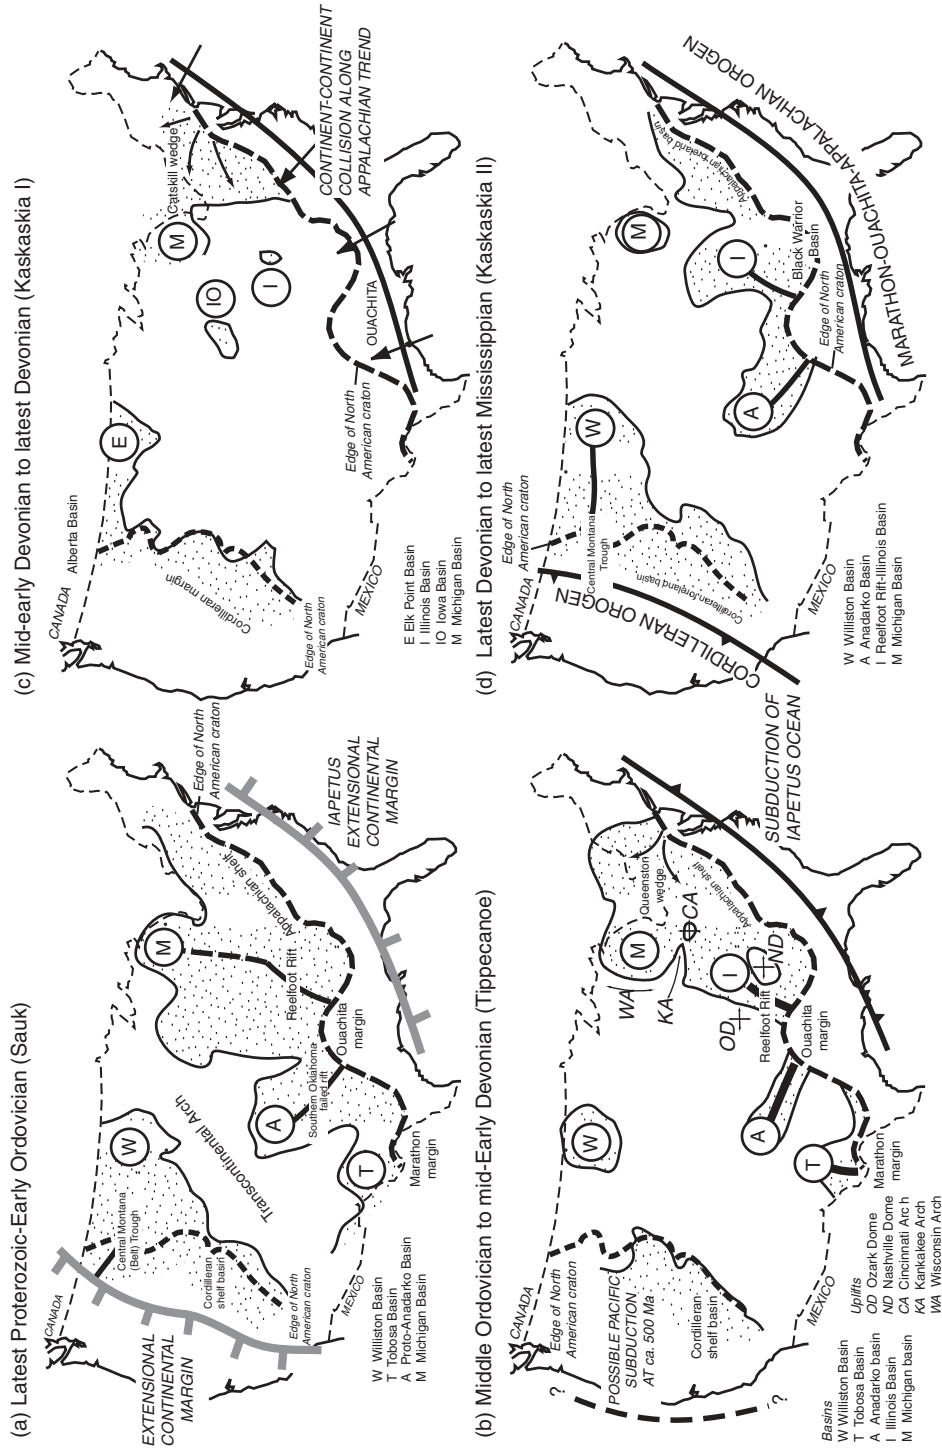 (a) Latest Proterozoic-Early Ordovician (Sauk)
CANADA
EXTENSIONAL
CONTINENTAL
MARGIN
Central Montana
(Belt) Trough
W
Cordilleran
shelf basin
Edge of North
American craton
MEXICO
Transcontinental Arch
M
Reelfoot Rift
Appalachian shelf
Edge of North
American craton
A
Southern Oklahoma
failed rift
Ouachita
margin
T
Marathon
margin
IAPETUS
EXTENSIONAL
CONTINENTAL
MARGIN
W Williston Basin
T Tobosa Basin
A Proto-Anadarko Basin
M Michigan Basin
(b) Middle Ordovician to mid-Early Devonian (Tippecanoe)
CANADA
Edge of North
American craton
?
POSSIBLE PACIFIC
SUBDUCTION
AT ca. 500 Ma
Cordilleran
shelf basin
?
MEXICO
W
WA
M
Queenston
wedge
KA
CA
Appalachian shelf
I
OD
ND
Reelfoot Rift
Ouachita
margin
A
T
Marathon
margin
SUBDUCTION OF
IAPETUS OCEAN
Basins
W Williston Basin
T Tobosa Basin
A Anadarko basin
I Illinois Basin
M Michigan basin
Uplifts
OD Ozark Dome
ND Nashville Dome
CA Cincinnati Arch
KA Kankakee Arch
WA Wisconsin Arch
(c) Mid-early Devonian to latest Devonian (Kaskaskia I)
CANADA
Alberta Basin
E
Cordilleran margin
Edge of North
American craton
MEXICO
M
Catskill wedge
IO
I
OUACHITA
Edge of North
American craton
CONTINENT-CONTINENT
COLLISION ALONG
APPALACHIAN TREND
E Elk Point Basin
I Illinois Basin
IO Iowa Basin
M Michigan Basin
(d) Latest Devonian to latest Mississippian (Kaskaskia II)
CANADA
Edge of North
American craton
CORDILLERAN OROGEN
Central Montana
Trough
W
Cordilleran foreland basin
MEXICO
M
Appalachian foreland basin
I
Black Warrior
Basin
A
Edge of North
American craton
MARATHON-OUACHITA-APPALACHIAN OROGEN
W Williston Basin
A Anadarko Basin
I Reelfoot Rift-Illinois Basin
M Michigan Basin